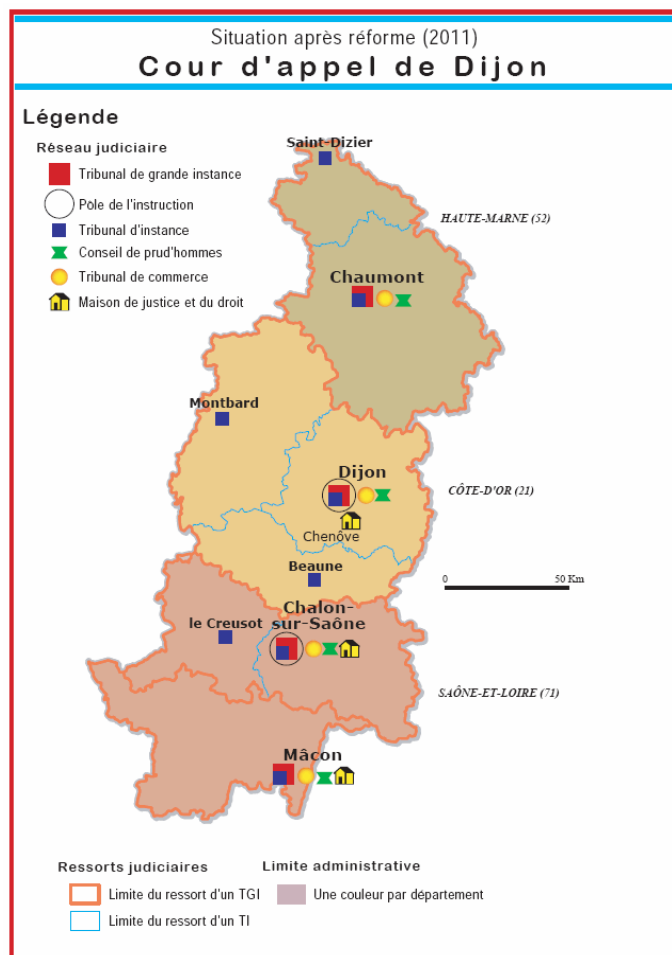 Situation après réforme (2011)
Cour d'appel de Dijon
Légende
Réseau judiciaire
Tribunal de grande instance
Pôle de l'instruction
Tribunal d'instance
Conseil de prud'hommes
Tribunal de commerce
Maison de justice et du droit
Saint-Dizier
HAUTE-MARNE (52)
Chaumont
Montbard
Dijon
CÔTE-D'OR (21)
Chenôve
Beaune
0 50 Km
Chalon-
sur-Saône
le Creusot
SAÔNE-ET-LOIRE (71)
Mâcon
Ressorts judiciaires
Limite du ressort d'un TGI
Limite du ressort d'un TI
Limite administrative
Une couleur par département